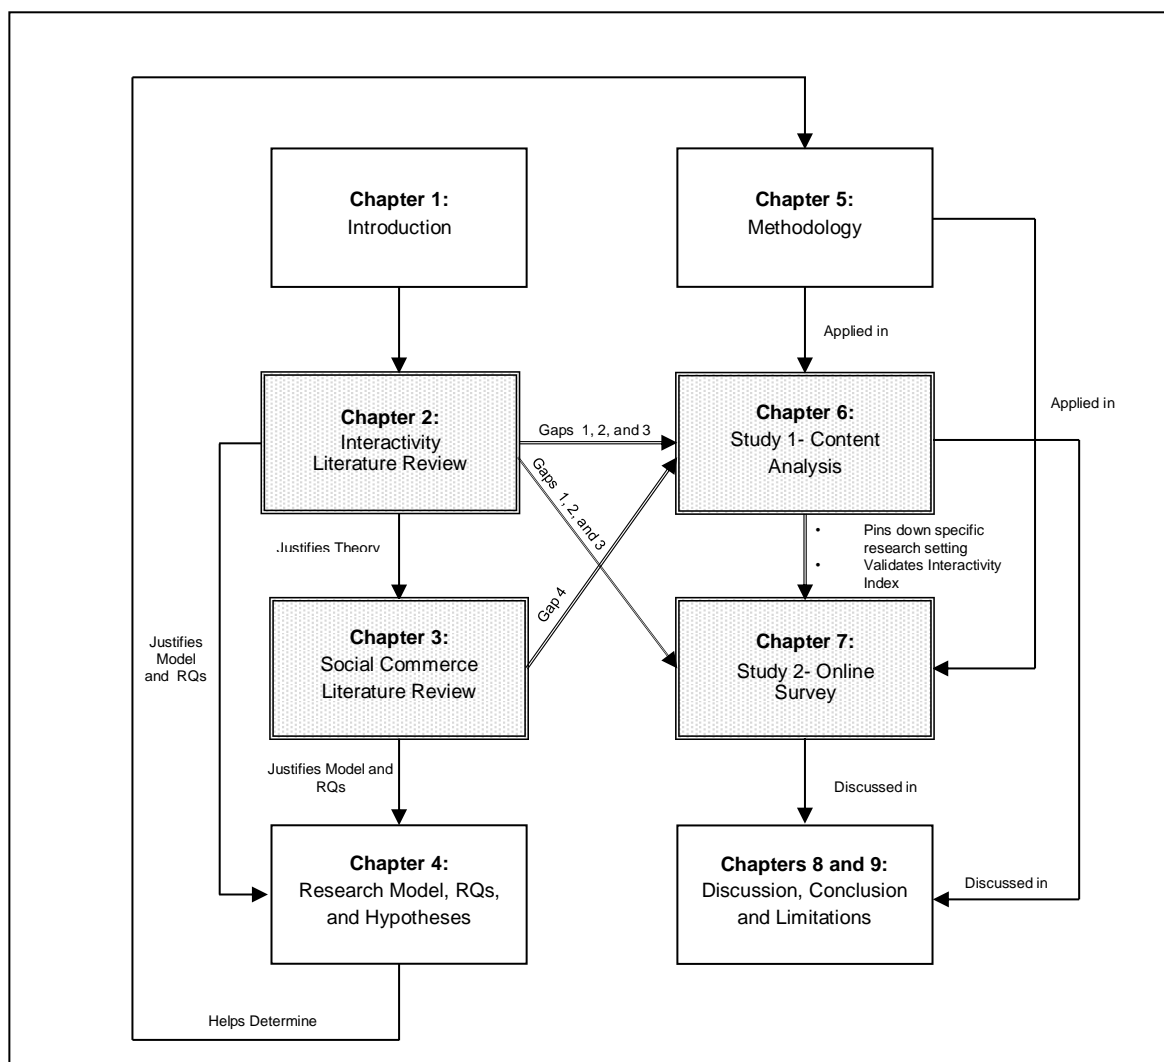 Chapter 1:
Introduction
Chapter 5:
Methodology
Applied in
Applied in
Chapter 2:
Interactivity
Literature Review
Gaps 1, 2, and 3
Gaps 1, 2, and 3
Chapter 6:
Study 1- Content
Analysis
Justifies Theory
• Pins down specific
research setting
• Validates Interactivity
Index
Justifies
Model
and RQs
Chapter 3:
Social Commerce
Literature Review
Gap 4
Chapter 7:
Study 2- Online
Survey
Justifies Model and
RQs
Discussed in
Chapter 4:
Research Model, RQs,
and Hypotheses
Chapters 8 and 9:
Discussion, Conclusion
and Limitations
Discussed in
Helps Determine